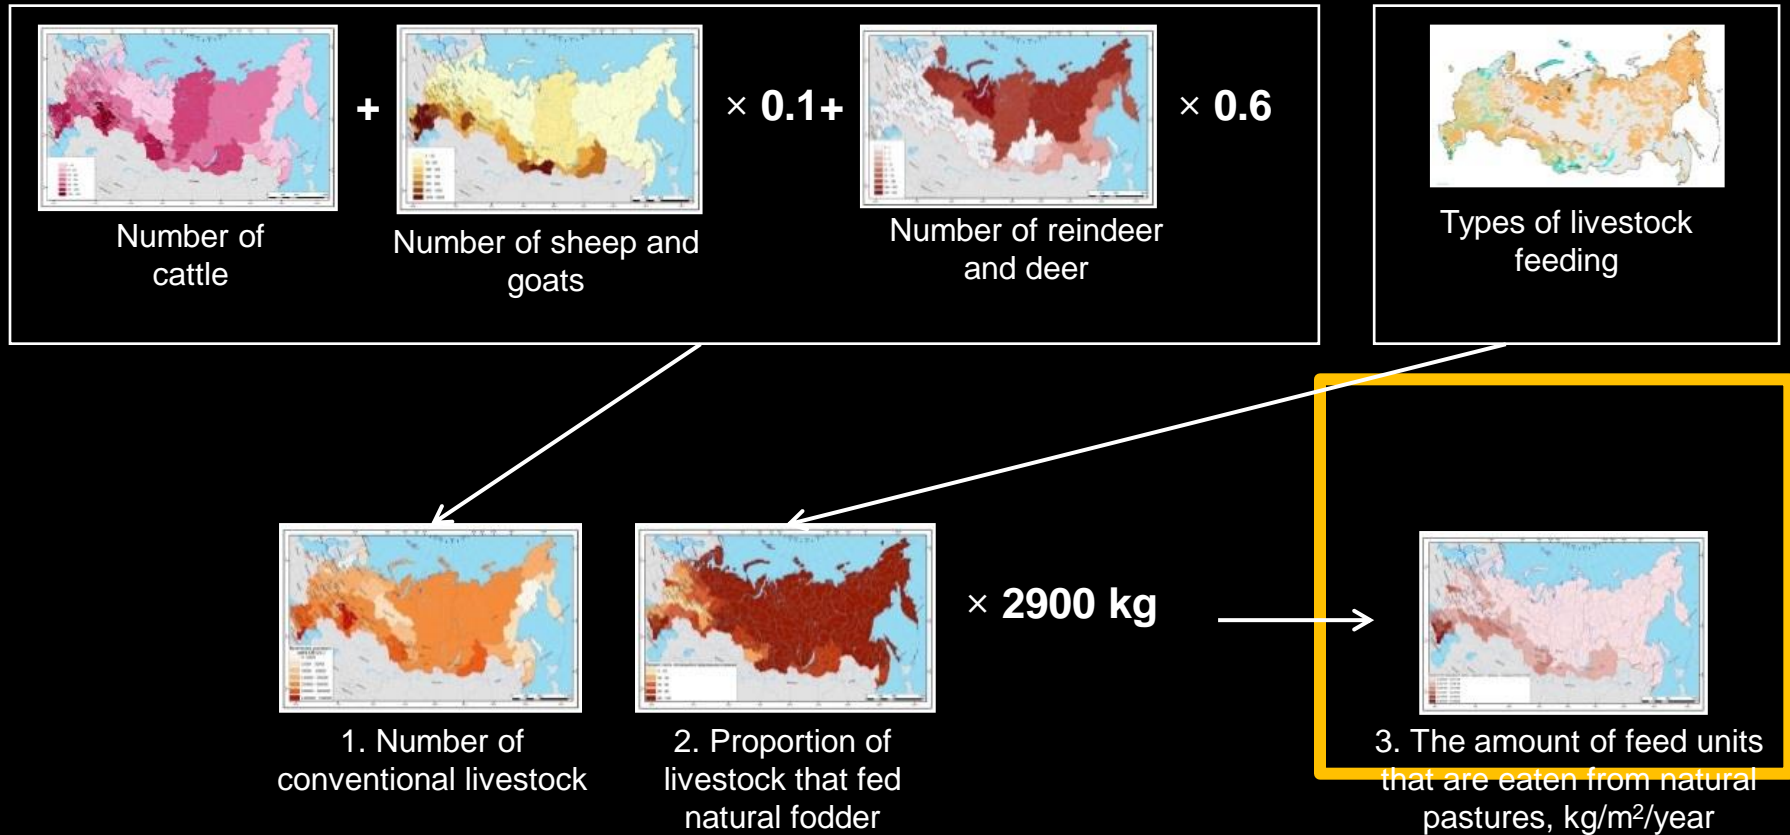 +
× 0.1+
× 0.6
Number of
cattle
Number of sheep and
goats
Number of reindeer
and deer
Types of livestock
feeding
× 2900 kg
1. Number of
conventional livestock
2. Proportion of
livestock that fed
natural fodder
3. The amount of feed units
that are eaten from natural
pastures, kg/m²/year